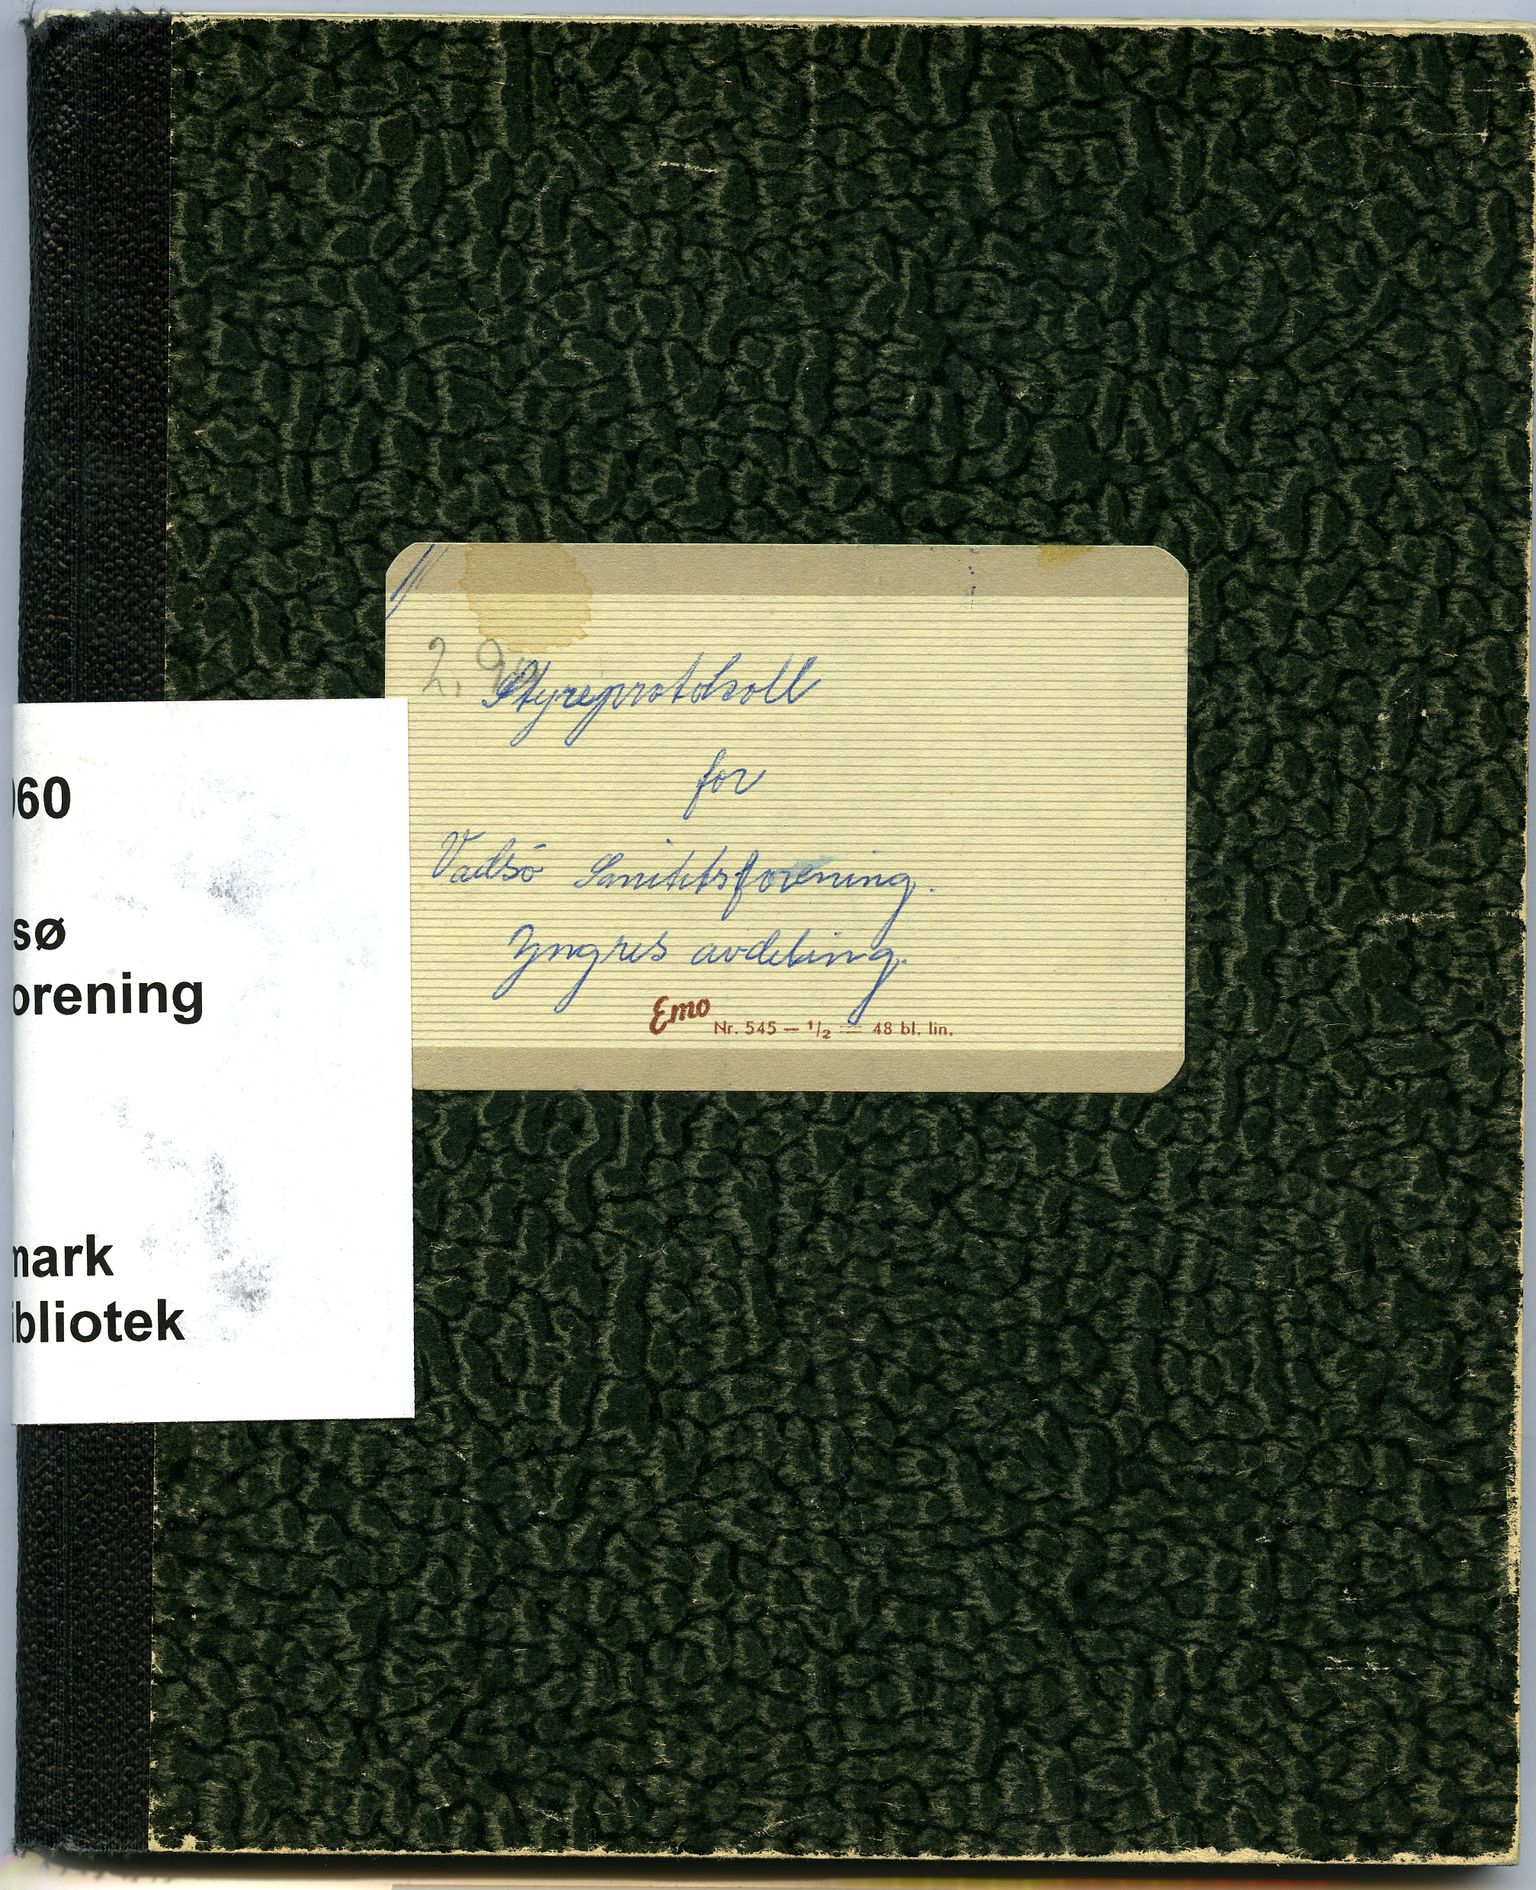 2.
Styreprotokoll
for
Vadsö Sanitetsforening.
Yngres avdeling.
Emo
Nr. 545 — 1/2 — 48 bl. lin.
060
sø
orening
mark
ibliotek